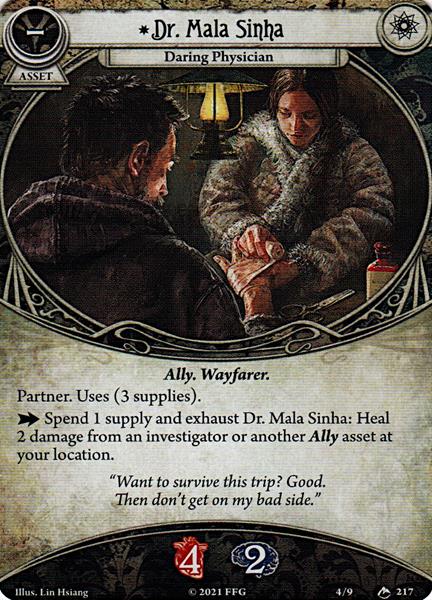 –
*Dr. Mala Sinha
ASSET
Daring Physician
Ally. Wayfarer.
Partner. Uses (3 supplies).
Spend 1 supply and exhaust Dr. Mala Sinha: Heal
2 damage from an investigator or another Ally asset at
your location.
“Want to survive this trip? Good.
Then don’t get on my bad side.”
4 2
Illus. Lin Hsiang © 2021 FFG 4/9 217